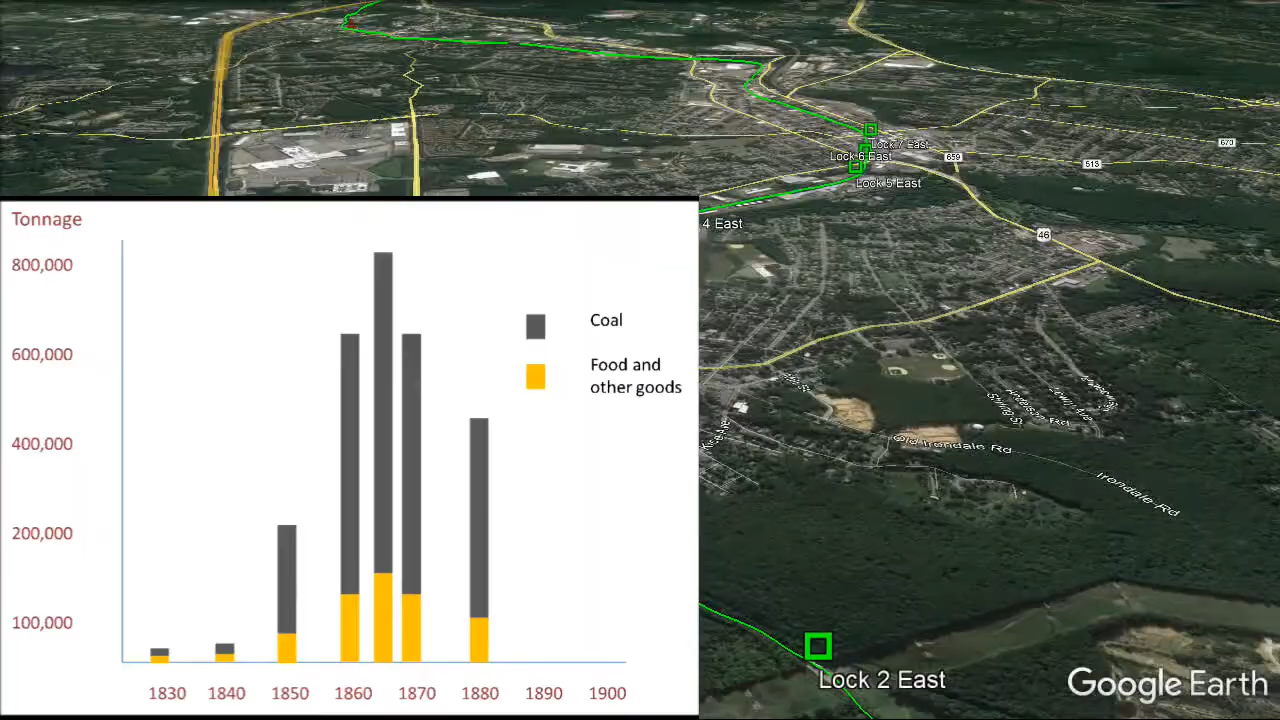 Lock 7 East
Lock 6 East
Lock 5 East
4 East
659
513
670
46
Tonnage
800,000
600,000
400,000
200,000
100,000
Coal
Food and
other goods
1830 1840 1850 1860 1870 1880 1890 1900
Old Irondale Rd
Irondale Rd
Lock 2 East
Google Earth